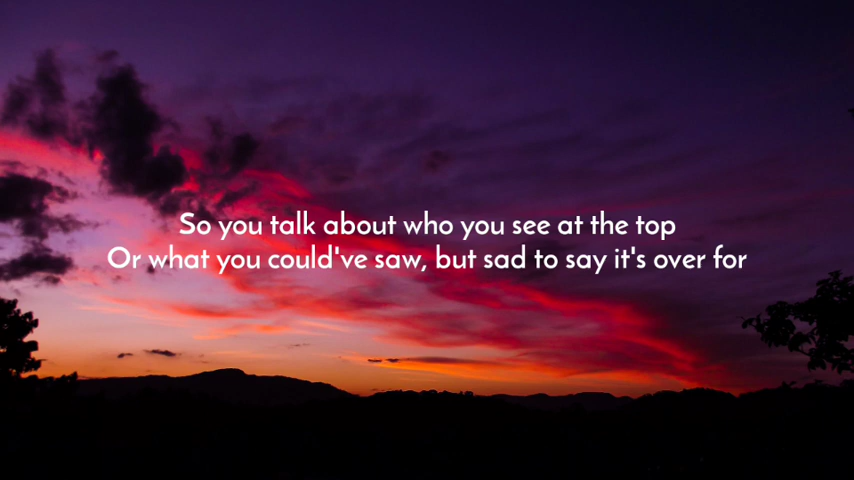 So you talk about who you see at the top
Or what you could've saw, but sad to say it's over for